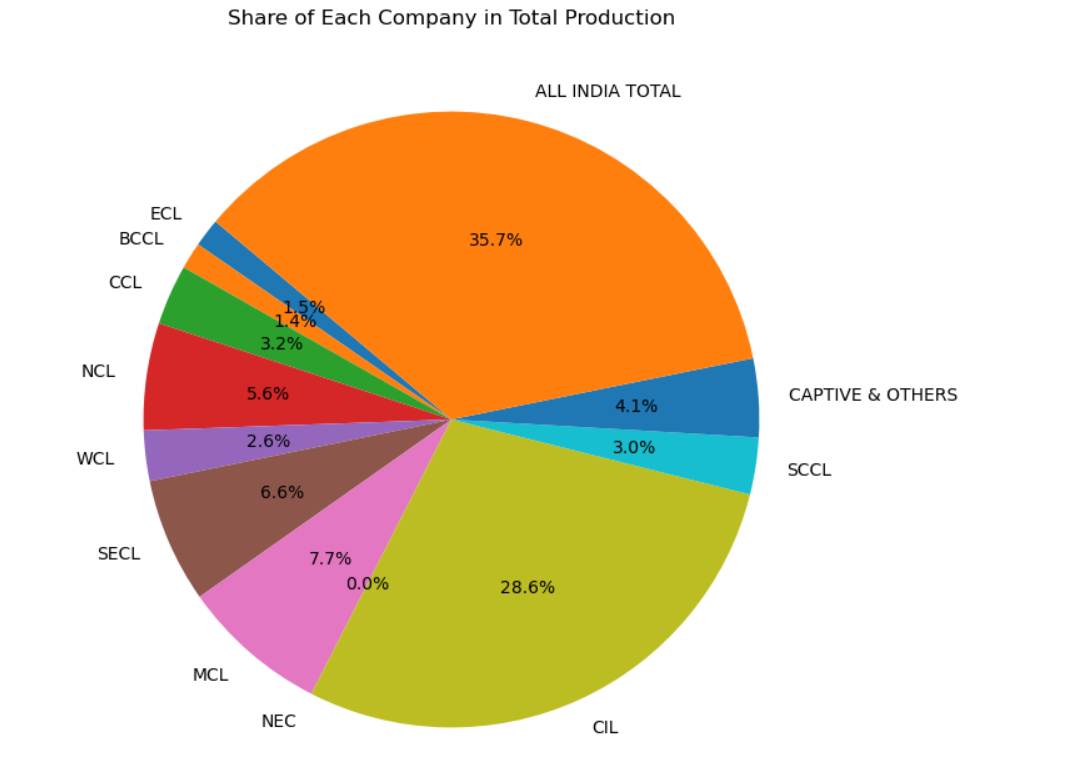 Share of Each Company in Total Production
ALL INDIA TOTAL
35.7%
ECL
1.5%
BCCL
1.4%
CCL
3.2%
NCL
5.6%
WCL
2.6%
SECL
6.6%
MCL
7.7%
NEC
0.0%
CIL
28.6%
SCCL
3.0%
CAPTIVE & OTHERS
4.1%